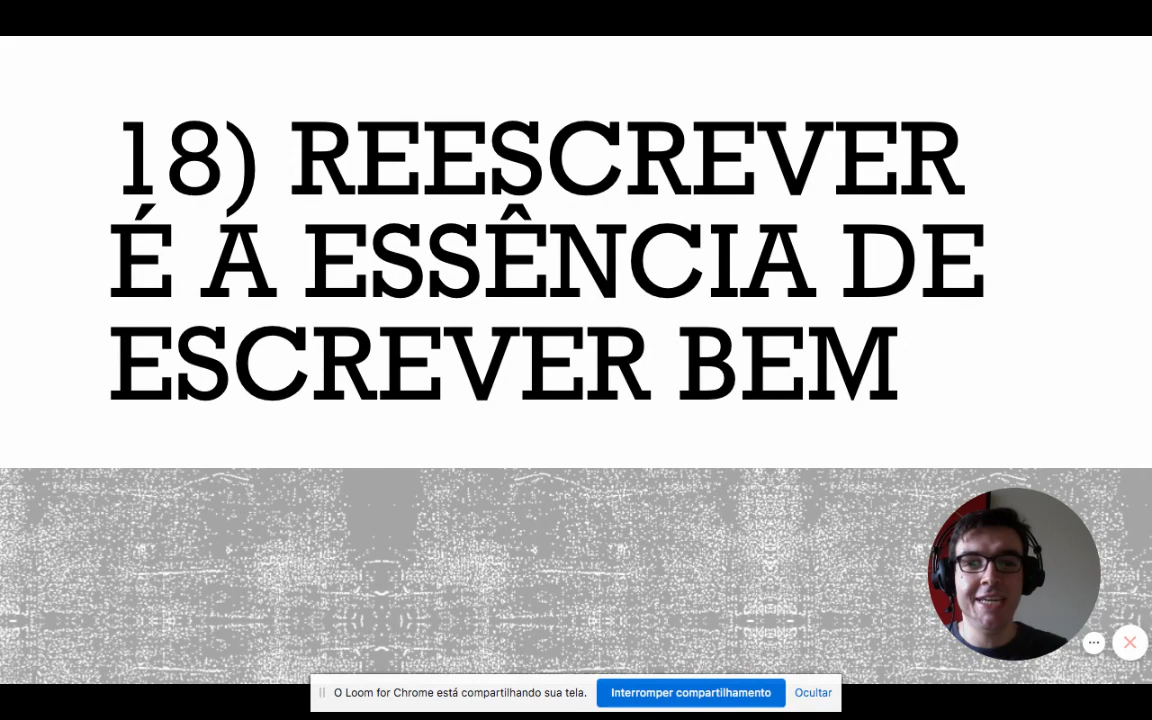 18) REESCREVER
É A ESSÊNCIA DE
ESCREVER BEM
O Loom for Chrome está compartilhando sua tela. Interromper compartilhamento Ocultar